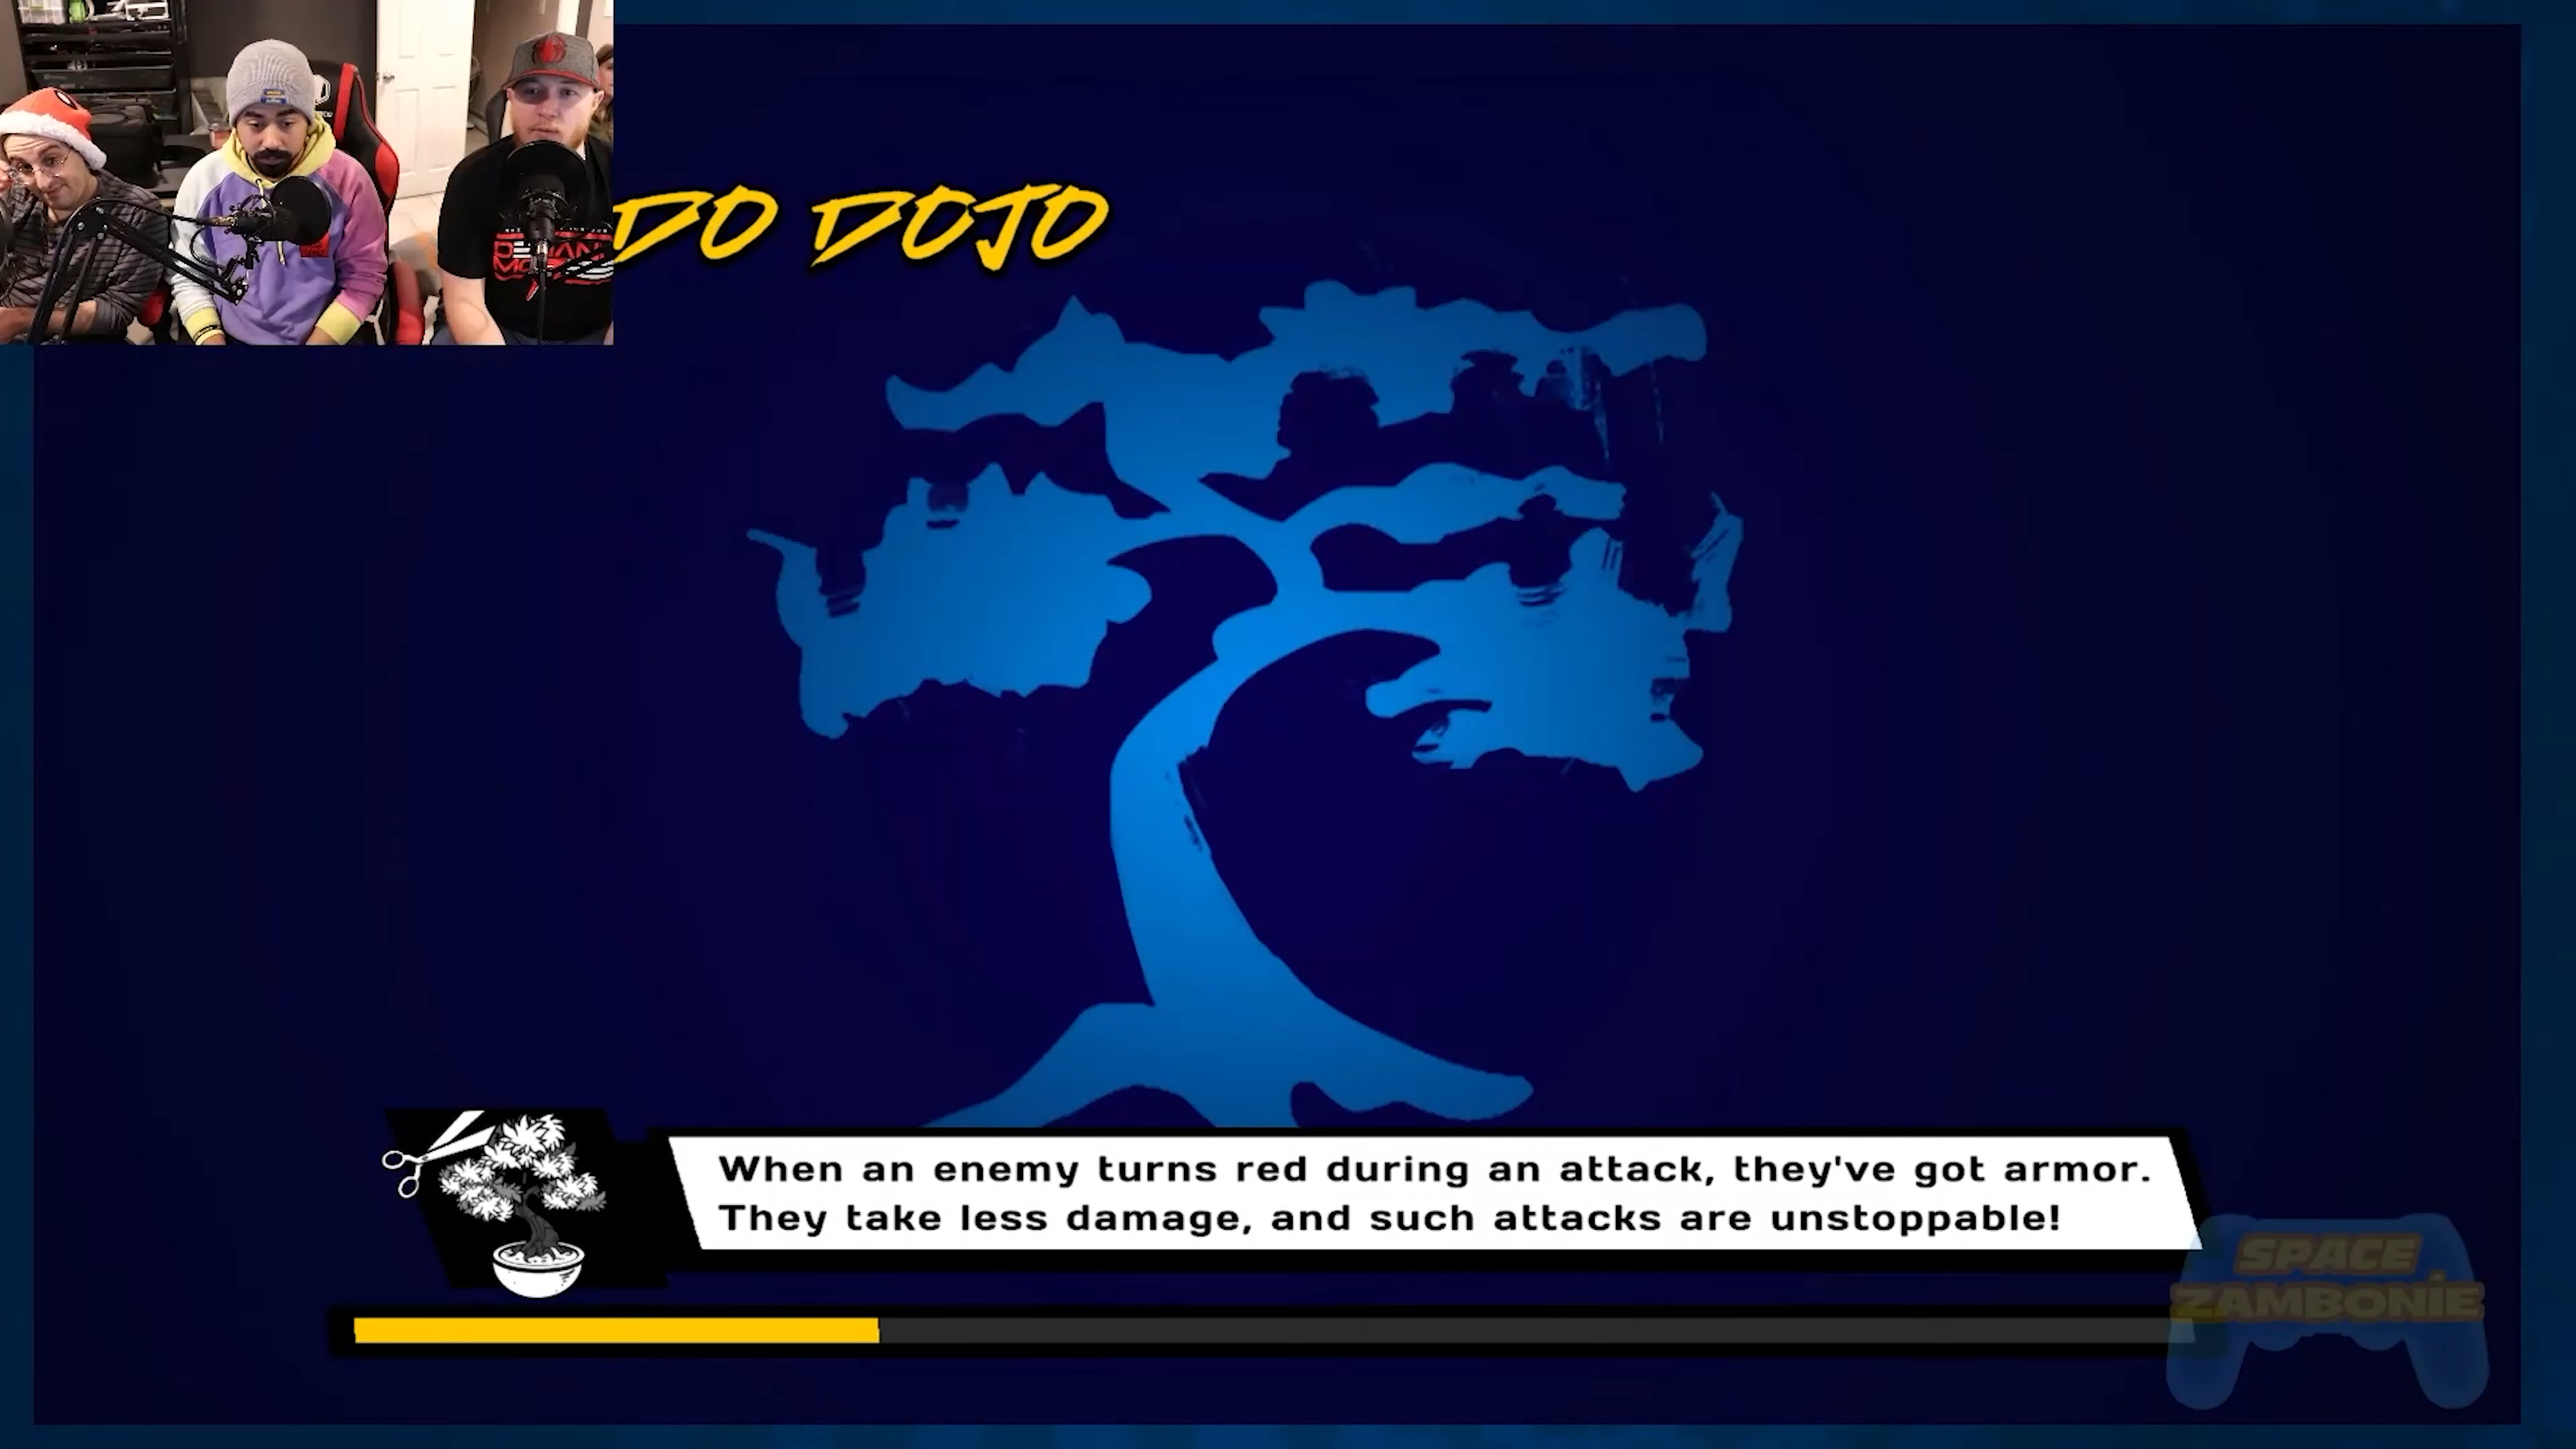 DO DOJO
When an enemy turns red during an attack, they've got armor.
They take less damage, and such attacks are unstoppable!
SPACE
ZAMBONIE